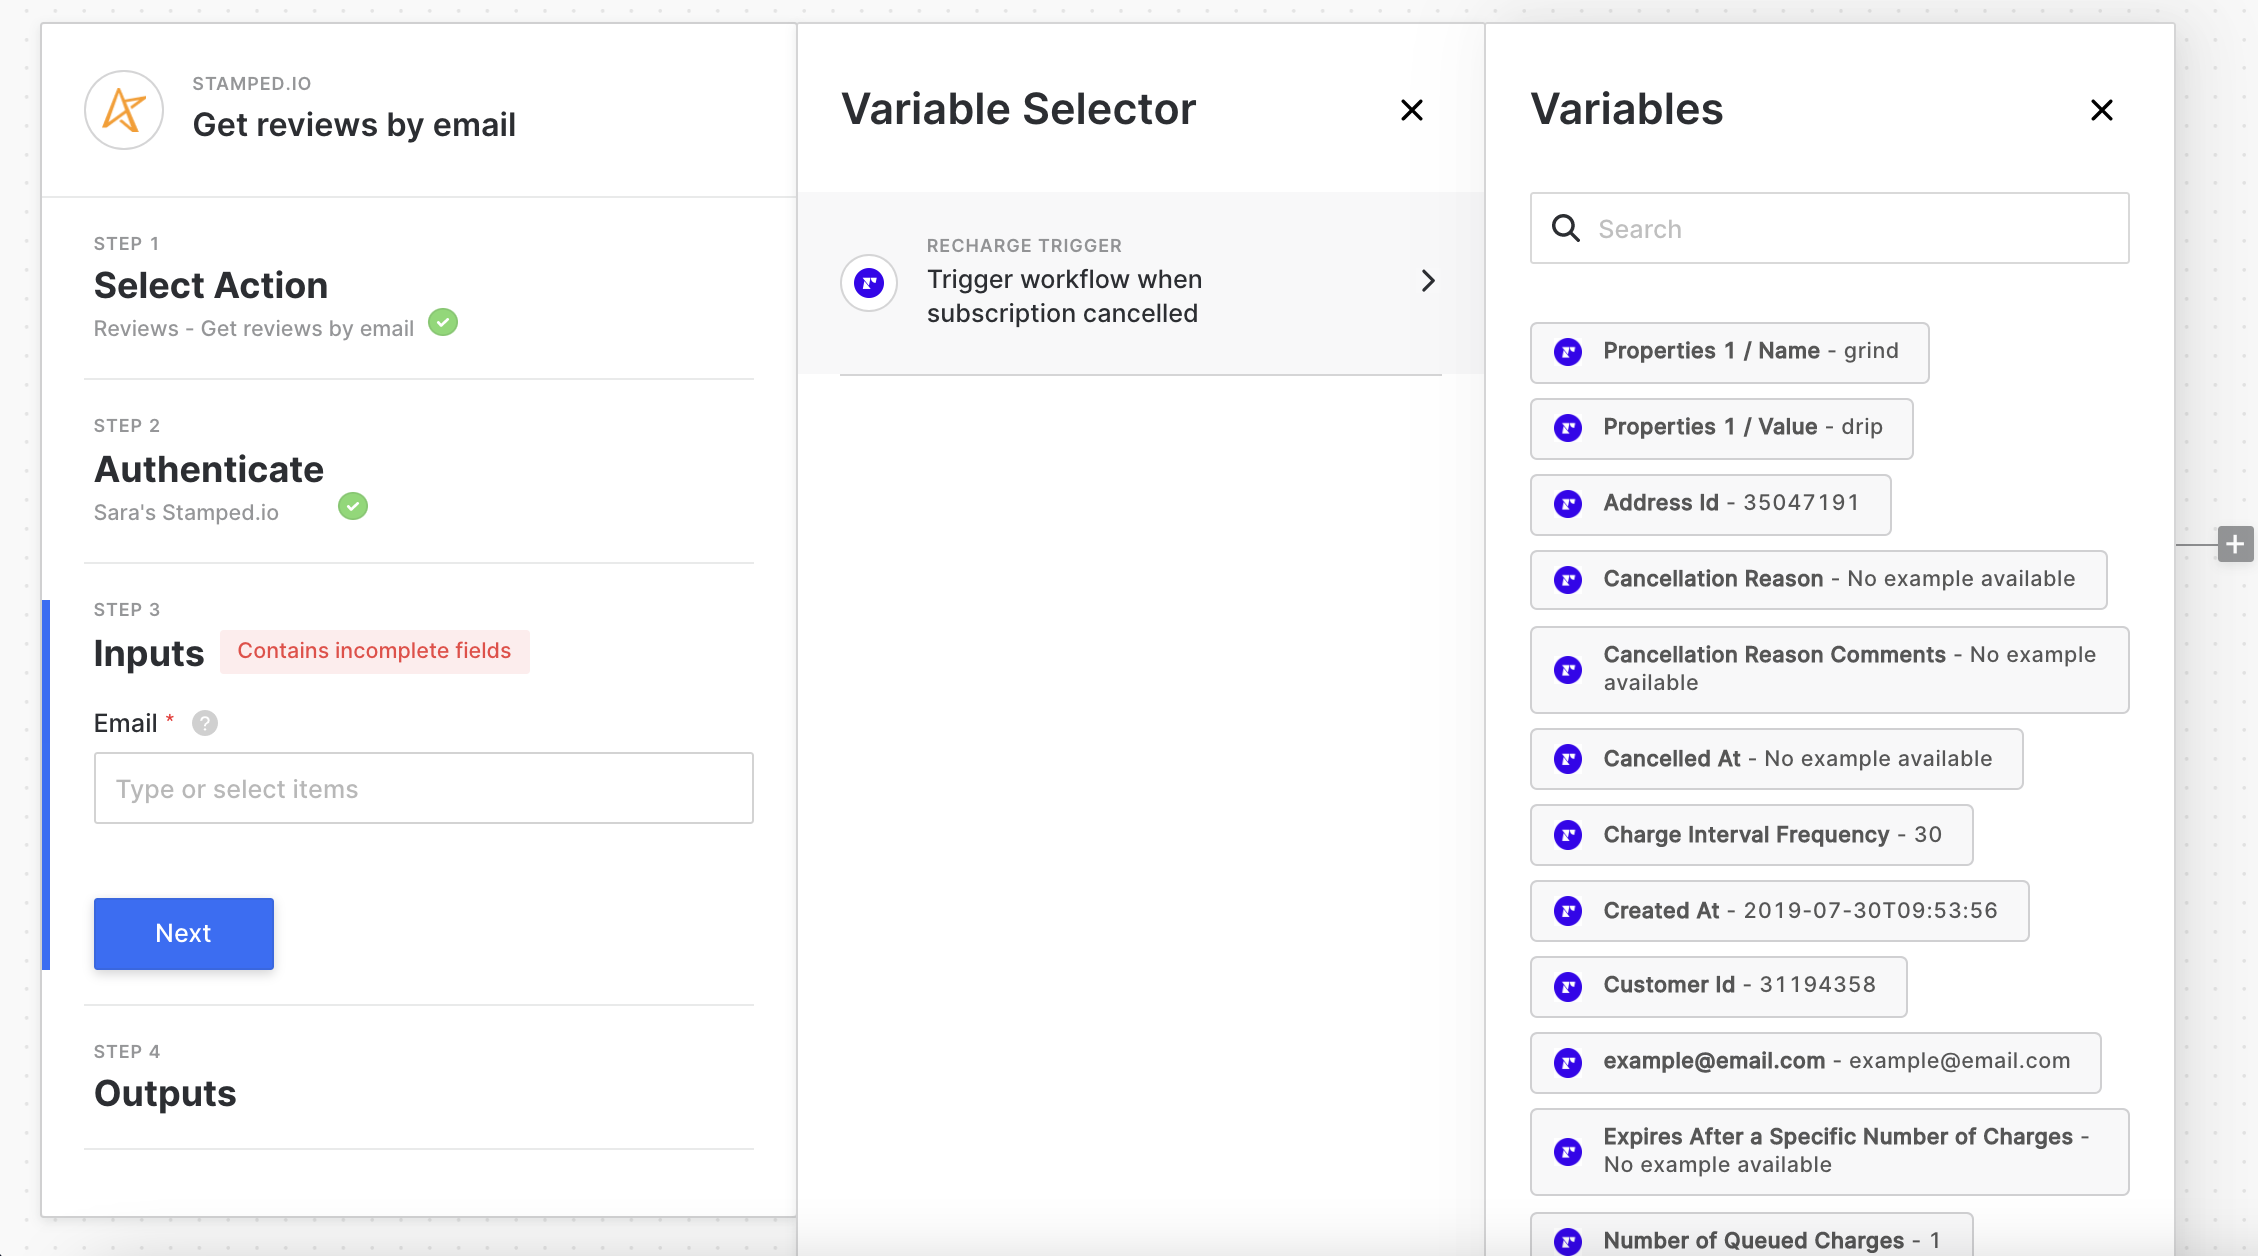 STAMPED.IO
Get reviews by email
STEP 1
Select Action
Reviews - Get reviews by email
STEP 2
Authenticate
Sara's Stamped.io
STEP 3
Inputs Contains incomplete fields
Email * ?
Type or select items
Next
STEP 4
Outputs
Variable Selector
RECHARGE TRIGGER
Trigger workflow when
subscription cancelled
Variables
Search
Properties 1 / Name - grind
Properties 1 / Value - drip
Address Id - 35047191
Cancellation Reason - No example available
Cancellation Reason Comments - No example
available
Cancelled At - No example available
Charge Interval Frequency - 30
Created At - 2019-07-30T09:53:56
Customer Id - 31194358
example@email.com - example@email.com
Expires After a Specific Number of Charges -
No example available
Number of Queued Charges - 1